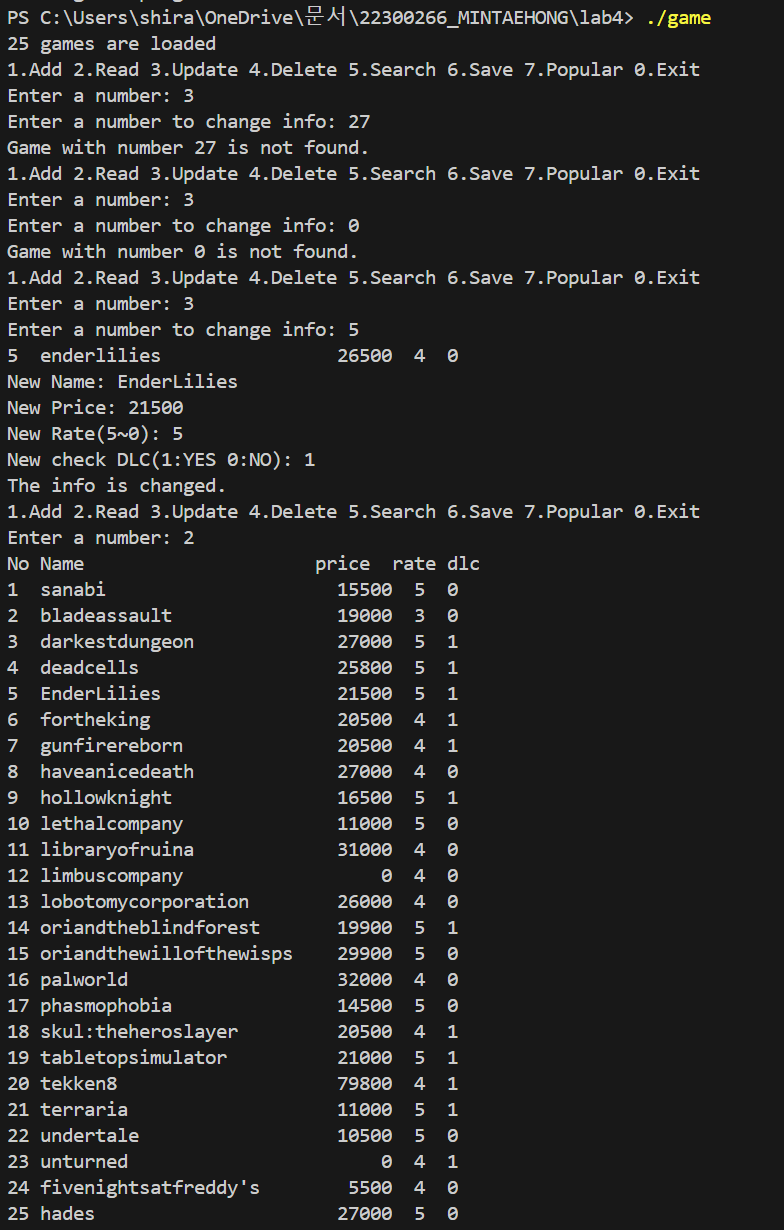 PS C:\Users\shira\OneDrive\문서\22300266_MINTAEHONG\lab4> ./game
25 games are loaded
1.Add 2.Read 3.Update 4.Delete 5.Search 6.Save 7.Popular 0.Exit
Enter a number: 3
Enter a number to change info: 27
Game with number 27 is not found.
1.Add 2.Read 3.Update 4.Delete 5.Search 6.Save 7.Popular 0.Exit
Enter a number: 3
Enter a number to change info: 0
Game with number 0 is not found.
1.Add 2.Read 3.Update 4.Delete 5.Search 6.Save 7.Popular 0.Exit
Enter a number: 3
Enter a number to change info: 5
5  enderlilies                26500  4  0
New Name: EnderLilies
New Price: 21500
New Rate(5~0): 5
New check DLC(1:YES 0:NO): 1
The info is changed.
1.Add 2.Read 3.Update 4.Delete 5.Search 6.Save 7.Popular 0.Exit
Enter a number: 2
No Name                     price  rate dlc
1  sanabi                     15500  5  0
2  bladeassault               19000  3  0
3  darkestdungeon             27000  5  1
4  deadcells                  25800  5  1
5  EnderLilies                21500  5  1
6  fortheking                 20500  4  1
7  gunfirereborn              20500  4  1
8  haveanicedeath             27000  4  0
9  hollowknight               16500  5  1
10 lethalcompany              11000  5  0
11 libraryofruina             31000  4  0
12 limbuscompany                  0  4  0
13 lobotomycorporation        26000  4  0
14 oriandtheblindforest       19900  5  1
15 oriandthewillofthewisps    29900  5  0
16 palworld                   32000  4  0
17 phasmophobia               14500  5  0
18 skul:theheroslayer         20500  4  1
19 tabletopsimulator          21000  5  1
20 tekken8                    79800  4  1
21 terraria                   11000  5  1
22 undertale                  10500  5  0
23 unturned                       0  4  1
24 fivenightsatfreddy's        5500  4  0
25 hades                      27000  5  0